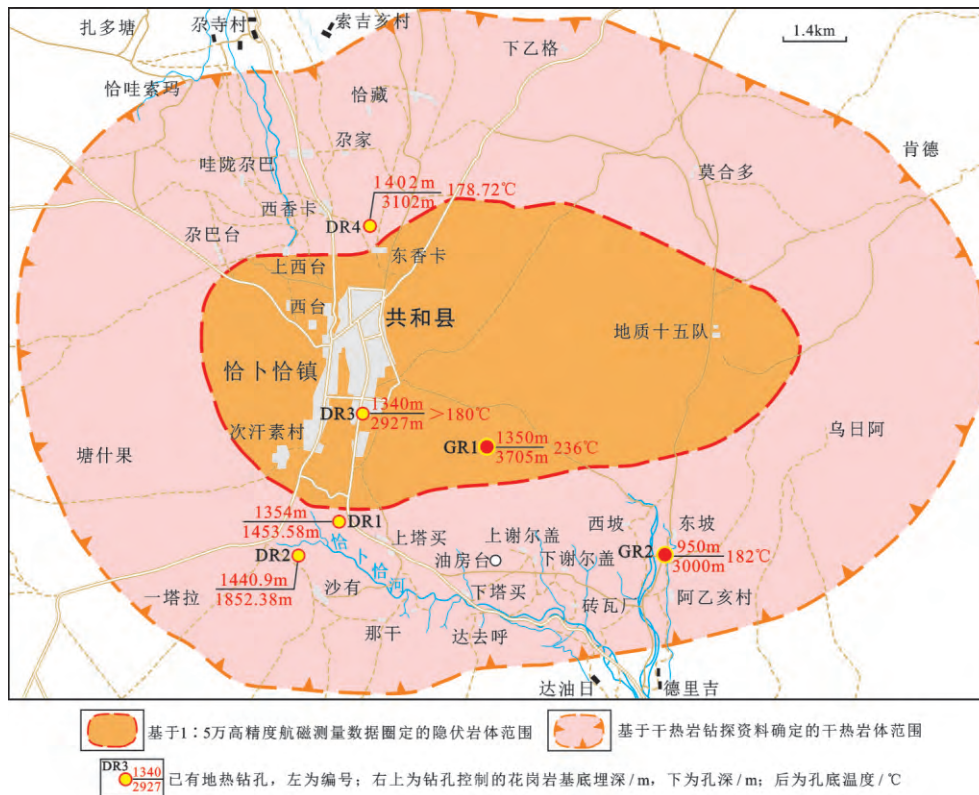 扎多塘
尕寺村
索吉亥村
下乙格
1.4km
恰哇索玛
恰藏
肯德
尕家
哇陇尕巴
莫合多
1402m
3102m
178.72℃
西香卡
DR4
尕巴台
东香卡
上西台
西台
共和县
地质十五队
恰卜恰镇
DR3
1340m
2927m
>180℃
次汗素村
GR1
1350m
3705m
236℃
乌日阿
塘什果
1354m
1453.58m
DR1
西坡
东坡
上塔买
上谢尔盖
GR2
950m
3000m
182℃
DR2
恰卜恰河
油房台
下谢尔盖
1440.9m
1852.38m
一塔拉
沙有
下塔买
砖瓦厂
阿乙亥村
那干
达去呼
达油日
德里吉
基于1:5万高精度航磁测量数据圈定的隐伏岩体范围
基于干热岩钻探资料确定的干热岩体范围
DR3
1340
2927
已有地热钻孔，左为编号；右上为钻孔控制的花岗岩基底埋深/m，下为孔深/m；后为孔底温度/℃